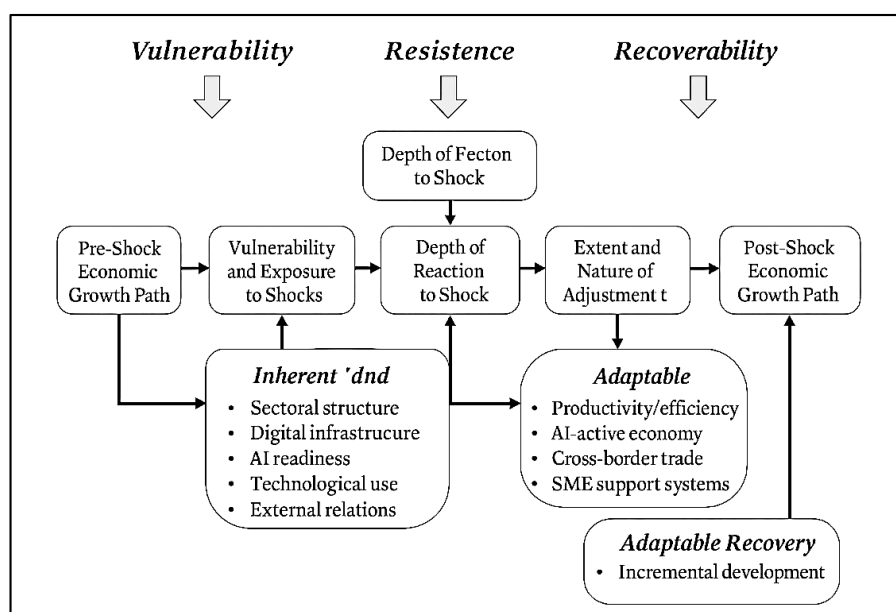 Vulnerability
Resistence
Recoverability
Depth of Fecton
to Shock
Pre-Shock
Economic
Growth Path
Vulnerability
and Exposure
to Shocks
Depth of
Reaction
to Shock
Extent and
Nature of
Adjustment t
Post-Shock
Economic
Growth Path
Inherent 'dnd
• Sectoral structure
• Digital infrastrucure
• AI readiness
• Technological use
• External relations
Adaptable
• Productivity/efficiency
• AI-active economy
• Cross-border trade
• SME support systems
Adaptable Recovery
• Incremental development